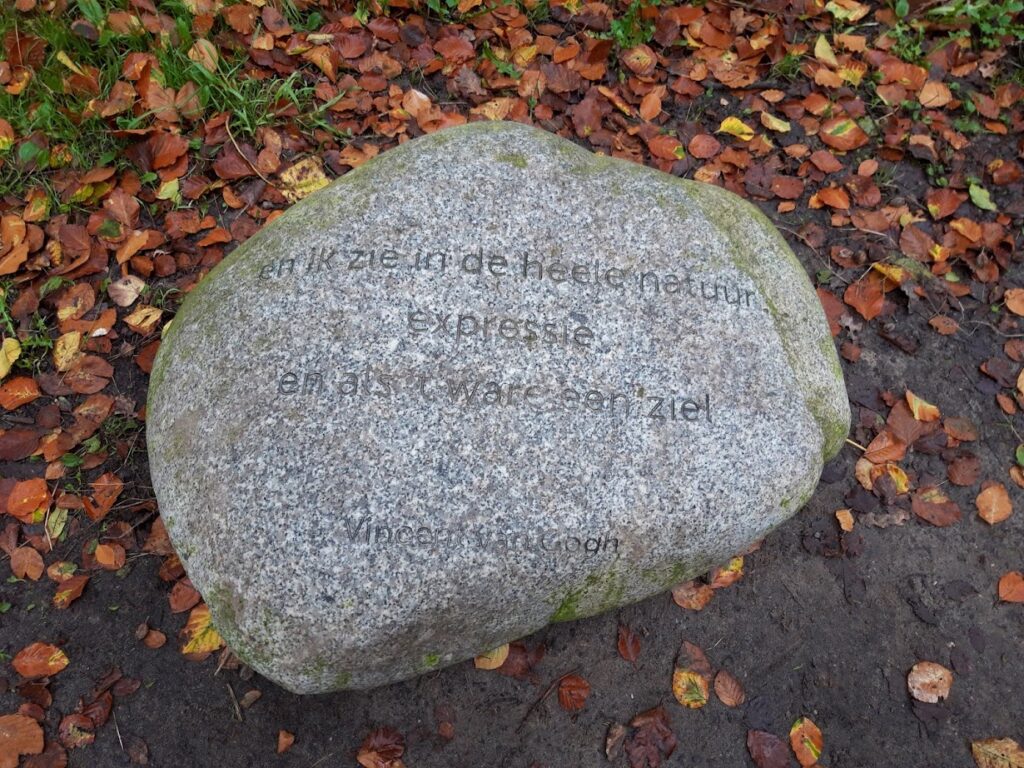 en ik zie in de heele natuur
expressie
en als 't ware een ziel
Vincent van Gogh